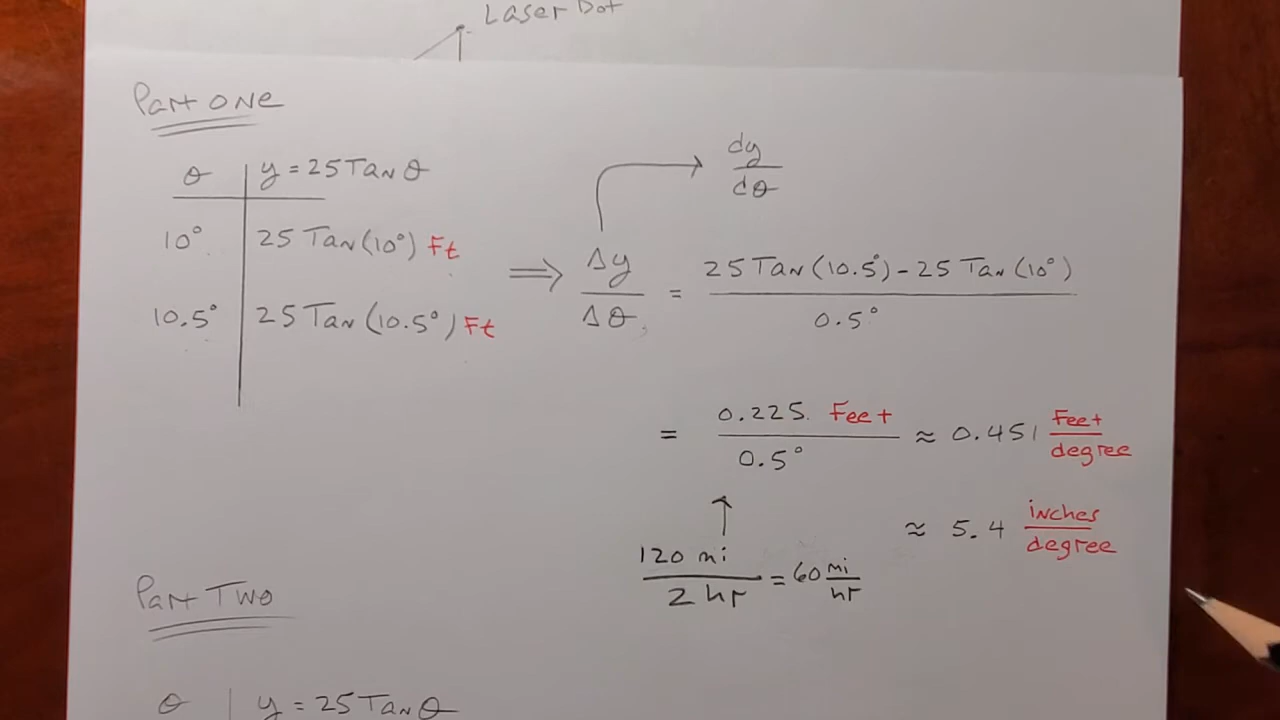 Laser Dot
Part One
θ | y = 25 Tan θ
10° | 25 Tan(10°) Ft
10.5° | 25 Tan(10.5°) Ft
⟹ Δy/Δθ → dy/dθ
Δy/Δθ = (25 Tan(10.5°) - 25 Tan(10°))/0.5°
= 0.225 Feet/0.5° ≈ 0.451 Feet/degree
≈ 5.4 inches/degree
↑
120 mi/2 hr = 60 mi/hr
Part Two
θ | y = 25 Tan θ